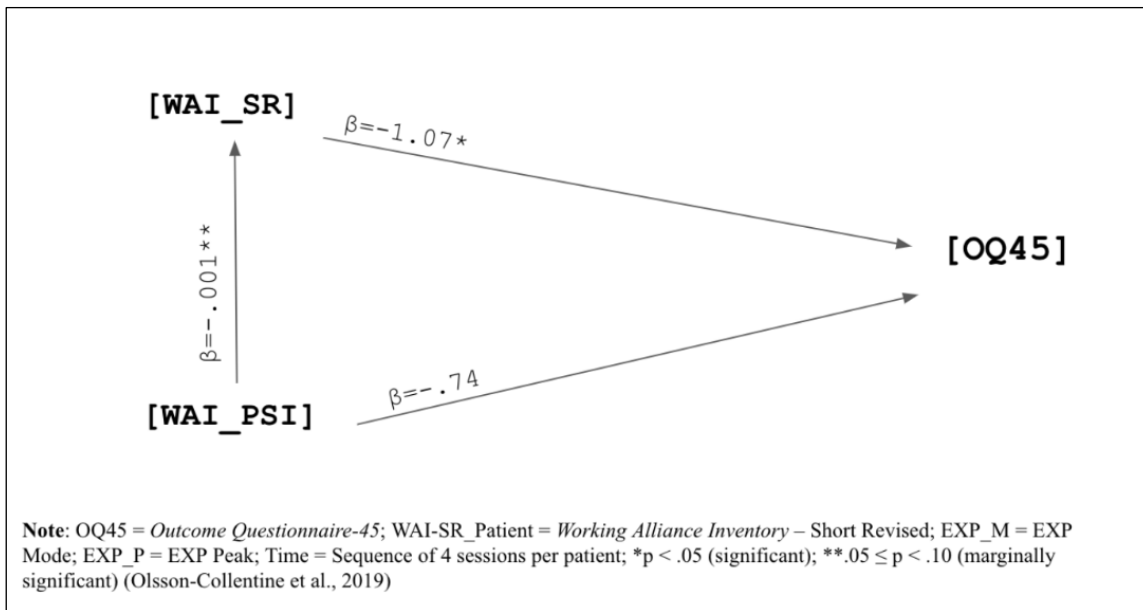 [WAI_SR]
β=-1.07*
[OQ45]
β=-.001**
β=-.74
[WAI_PSI]
Note: OQ45 = Outcome Questionnaire-45; WAI-SR_Patient = Working Alliance Inventory – Short Revised; EXP_M = EXP
Mode; EXP_P = EXP Peak; Time = Sequence of 4 sessions per patient; *p < .05 (significant); **.05 ≤ p < .10 (marginally
significant) (Olsson-Collentine et al., 2019)